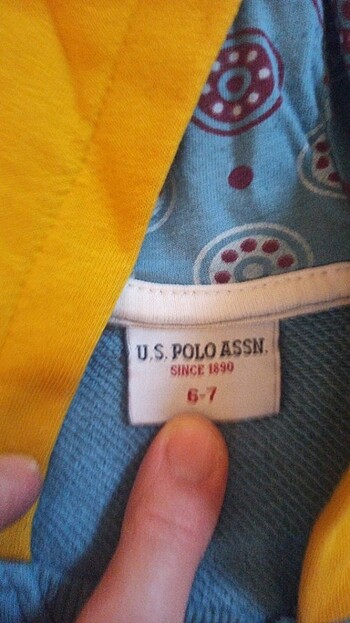 U.S. POLO ASSN.
SINCE 1890
6-7